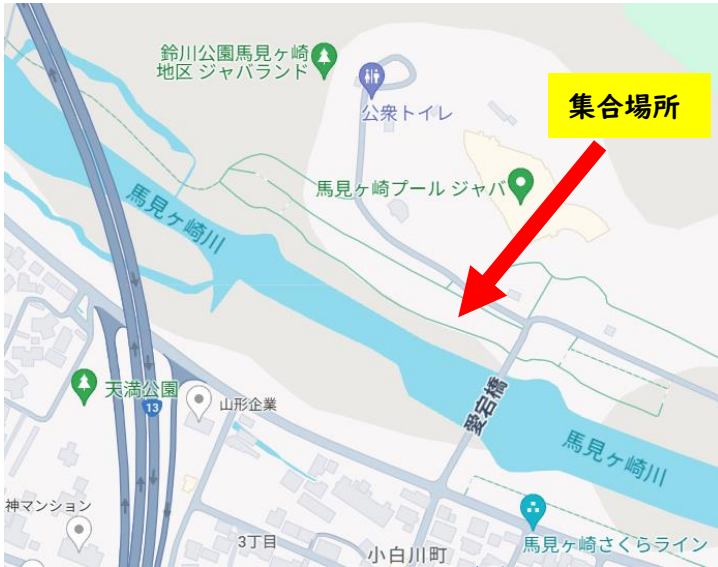 鈴川公園馬見ヶ崎
地区 ジャバランド
公衆トイレ
集合場所
馬見ヶ崎プール ジャバ
馬見ヶ崎川
天満公園
13
山形企業
愛宕橋
馬見ヶ崎川
神マンション
3丁目
小白川町
馬見ヶ崎さくらライン